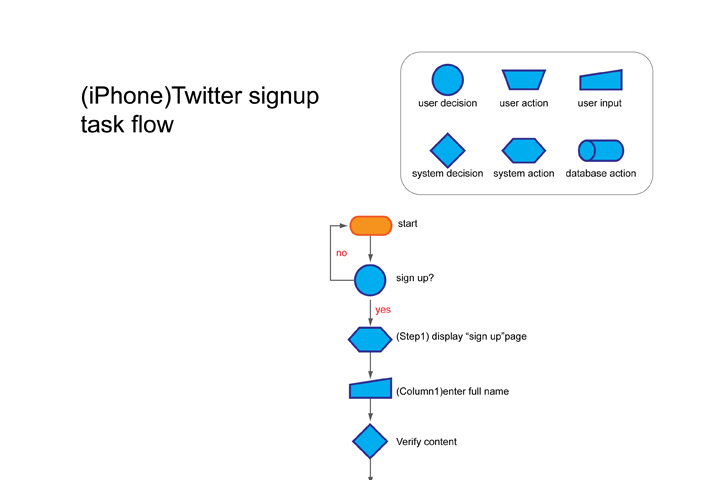 (iPhone)Twitter signup
task flow
user decision
user action
user input
system decision
system action
database action
start
no
sign up?
yes
(Step1) display “sign up”page
(Column1)enter full name
Verify content